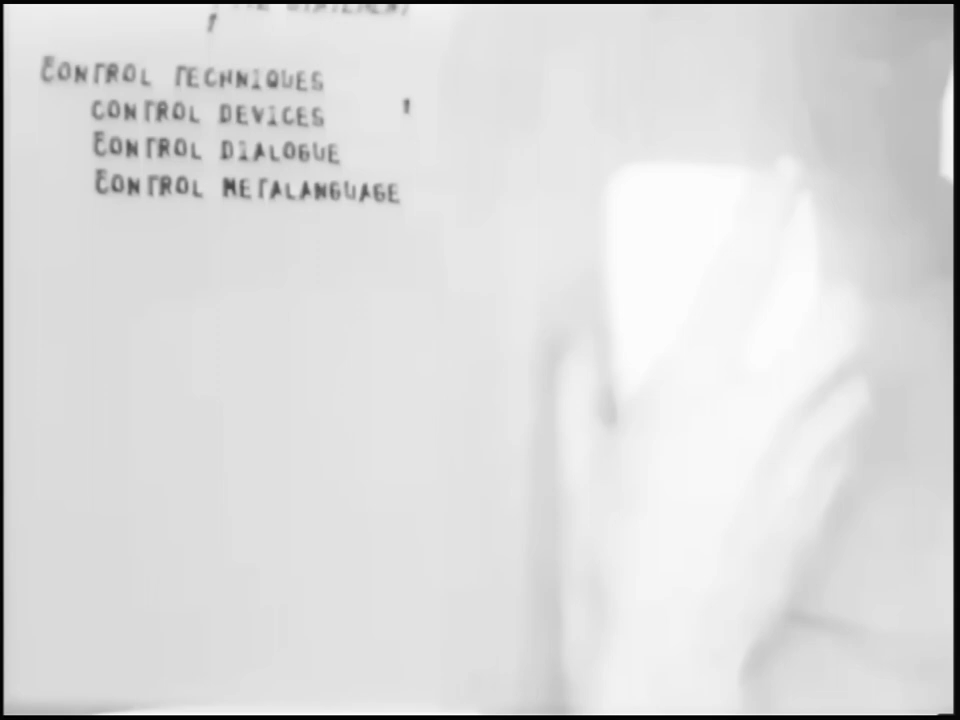 CONTROL TECHNIQUES
CONTROL DEVICES
CONTROL DIALOGUE
CONTROL METALANGUAGE